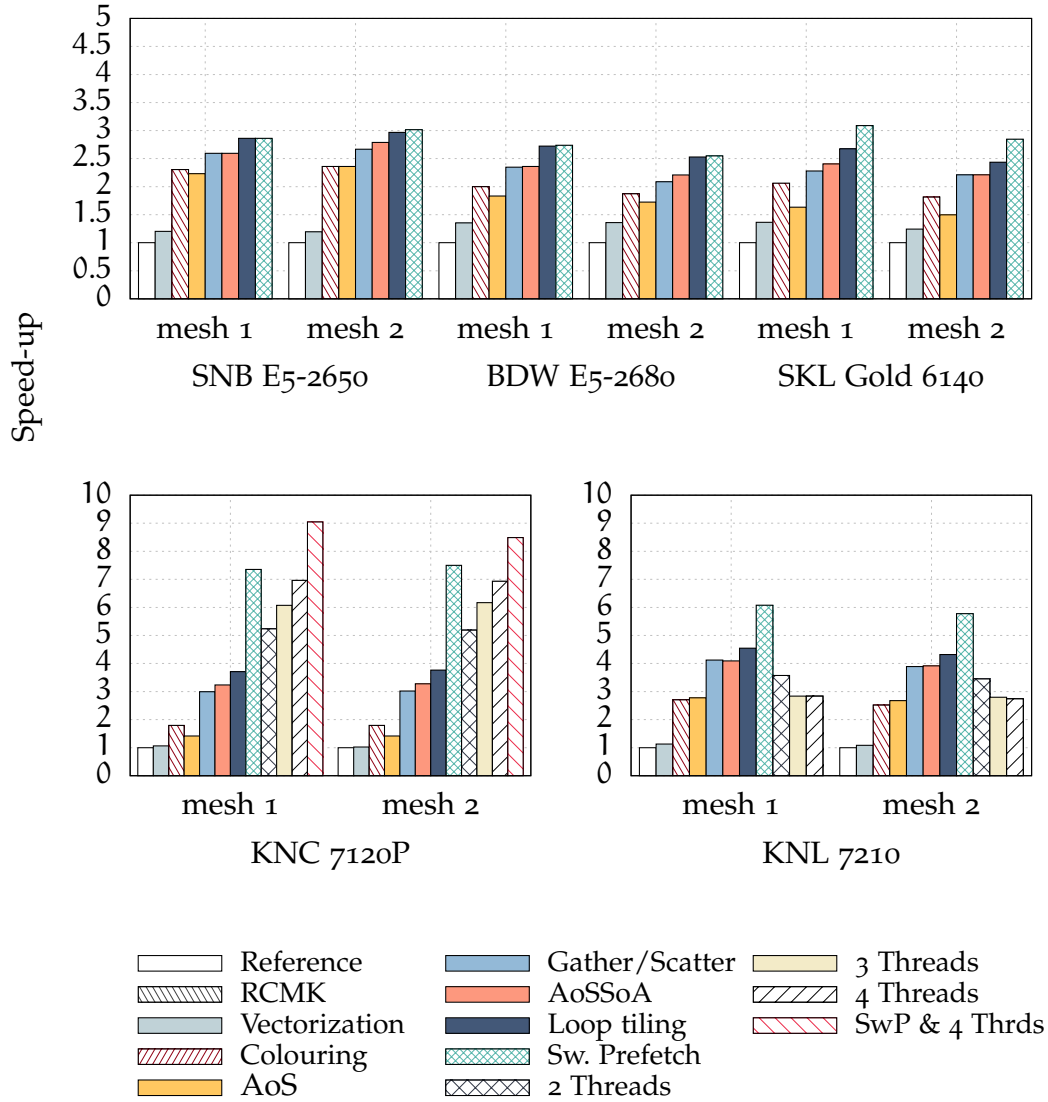 5
4.5
4
3.5
3
2.5
2
1.5
1
0.5
0
mesh 1 mesh 2 mesh 1 mesh 2 mesh 1 mesh 2
SNB E5-2650 BDW E5-2680 SKL Gold 6140
Speed-up
10
9
8
7
6
5
4
3
2
1
0
mesh 1 mesh 2
KNC 7120P
10
9
8
7
6
5
4
3
2
1
0
mesh 1 mesh 2
KNL 7210
Reference Gather/Scatter 3 Threads
RCMK AoSSoA 4 Threads
Vectorization Loop tiling SwP & 4 Thrds
Colouring Sw. Prefetch
AoS 2 Threads